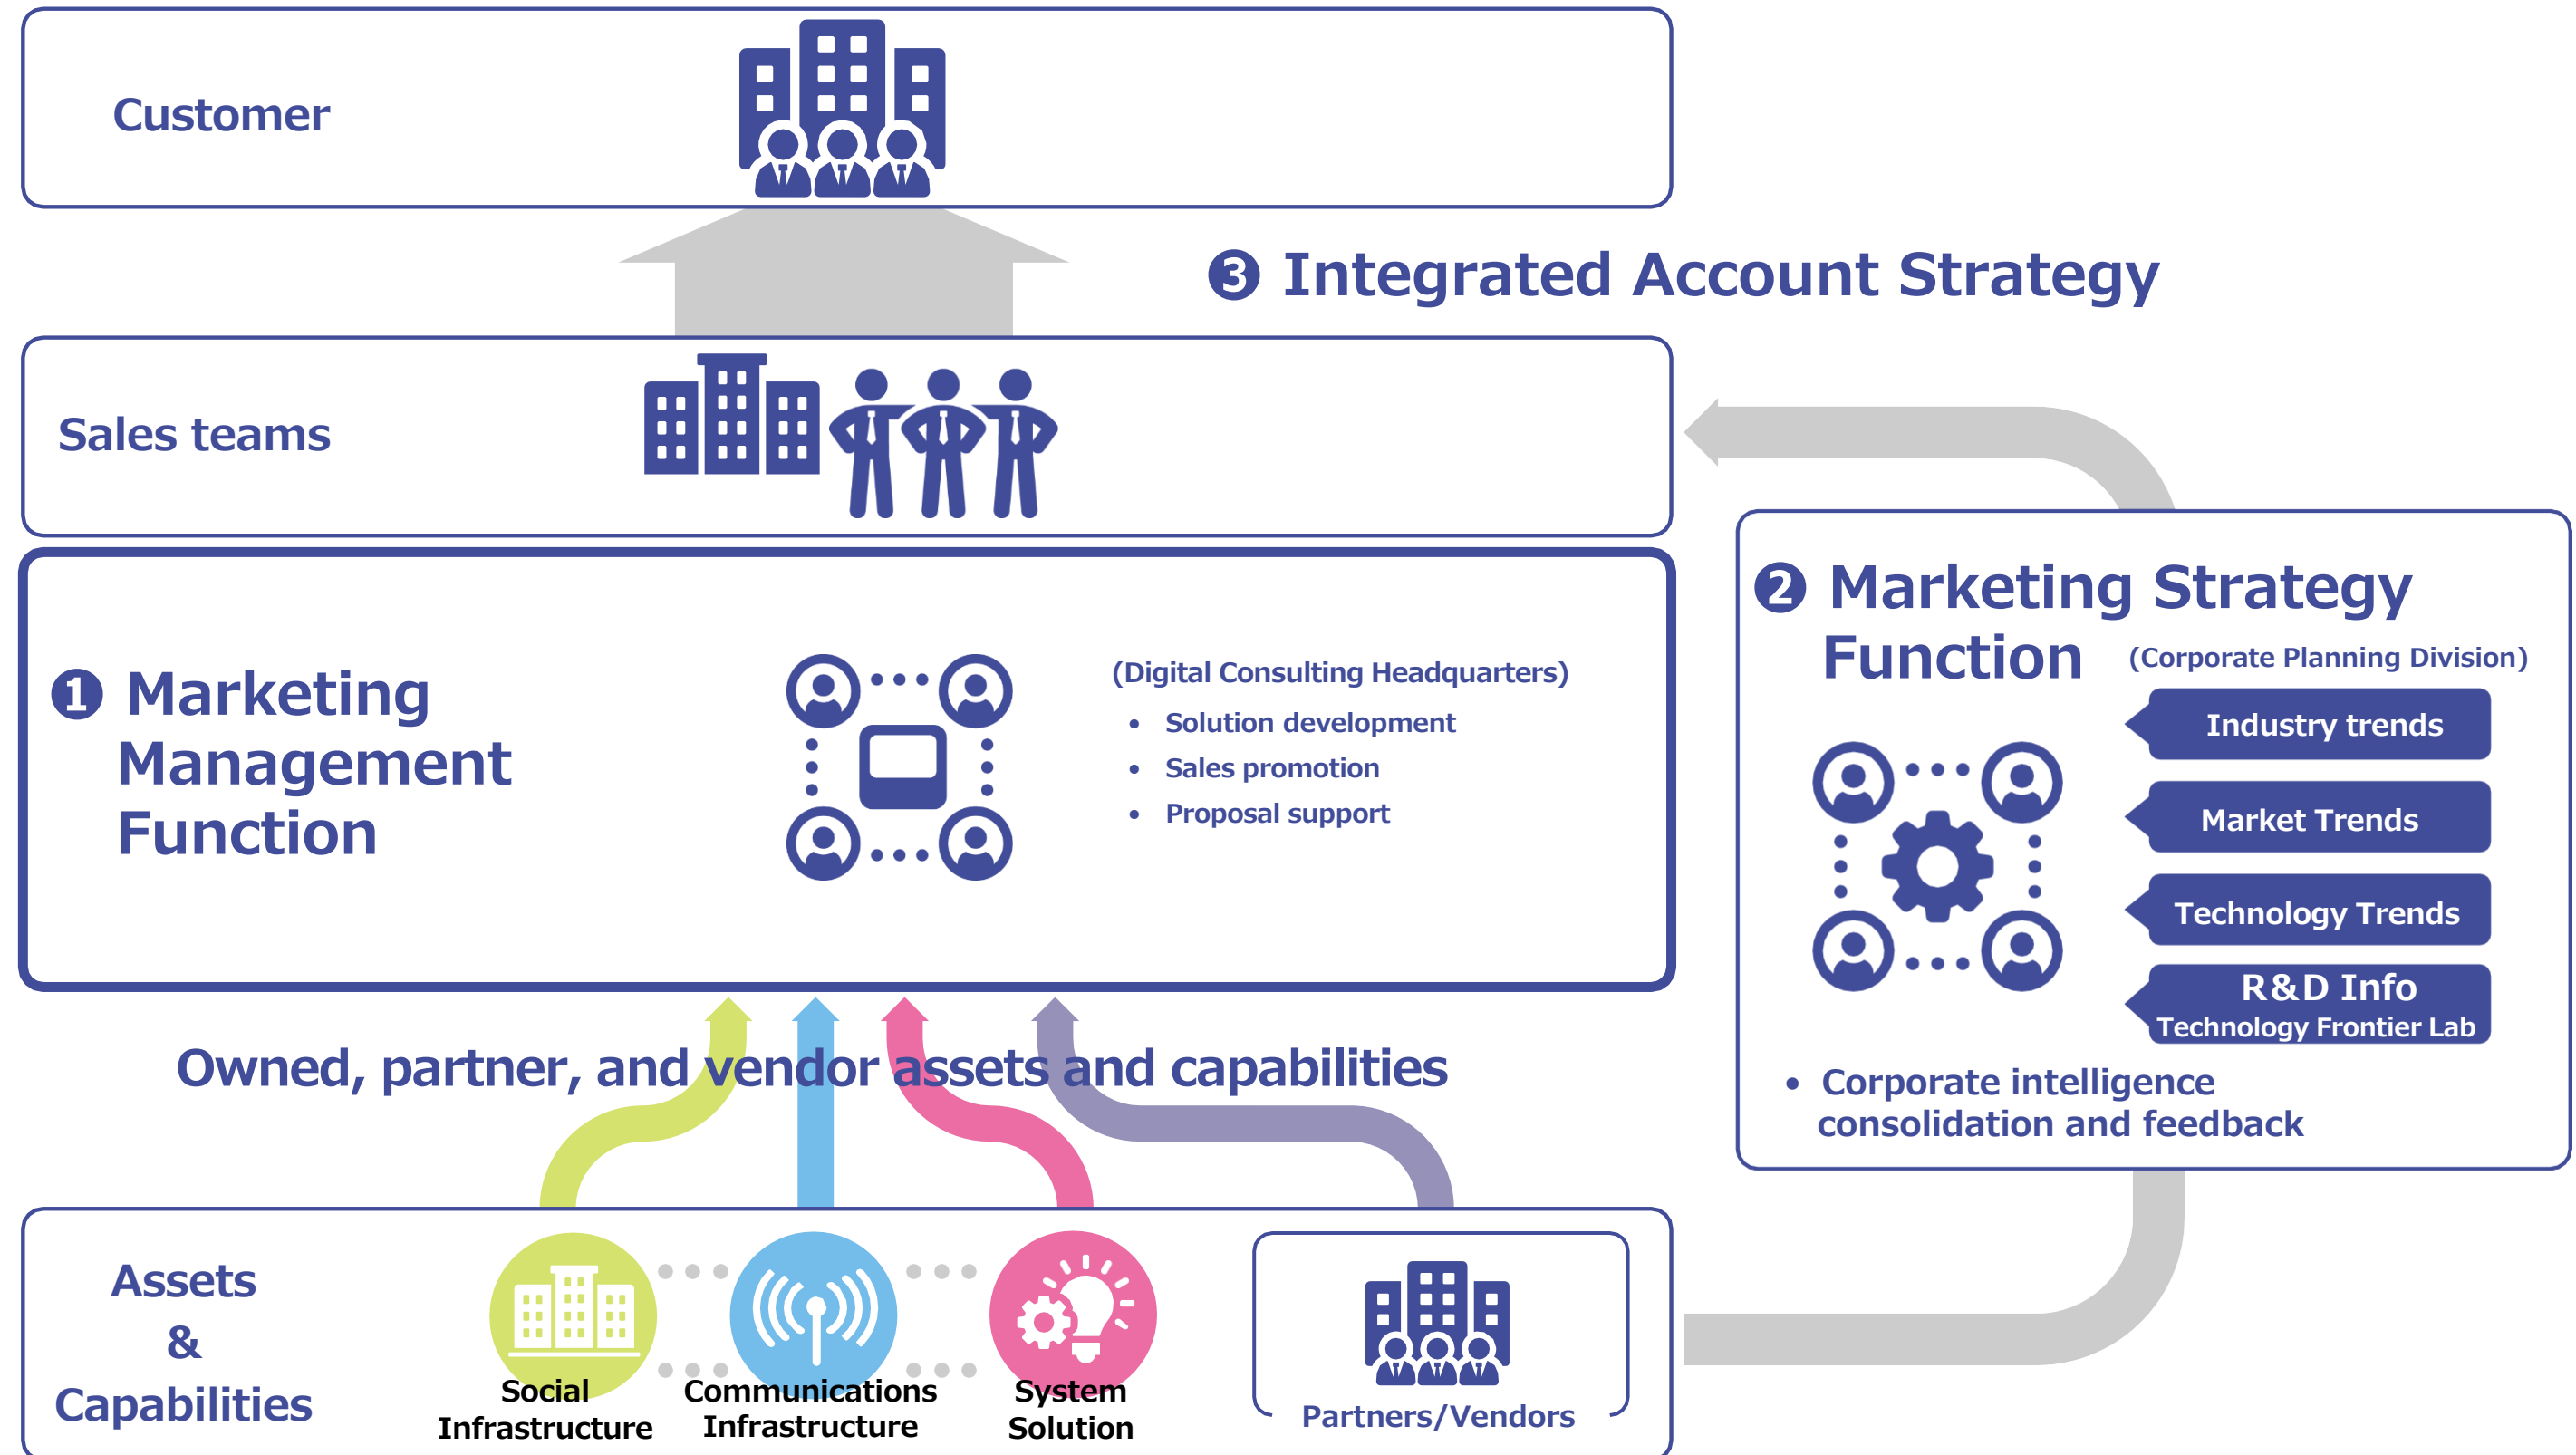 Customer
❸ Integrated Account Strategy
Sales teams
❶ Marketing
Management
Function
(Digital Consulting Headquarters)
• Solution development
• Sales promotion
• Proposal support
❷ Marketing Strategy
Function (Corporate Planning Division)
Industry trends
Market Trends
Technology Trends
R&D Info
Technology Frontier Lab
• Corporate intelligence
consolidation and feedback
Owned, partner, and vendor assets and capabilities
Assets
&
Capabilities
Social
Infrastructure
Communications
Infrastructure
System
Solution
Partners/Vendors